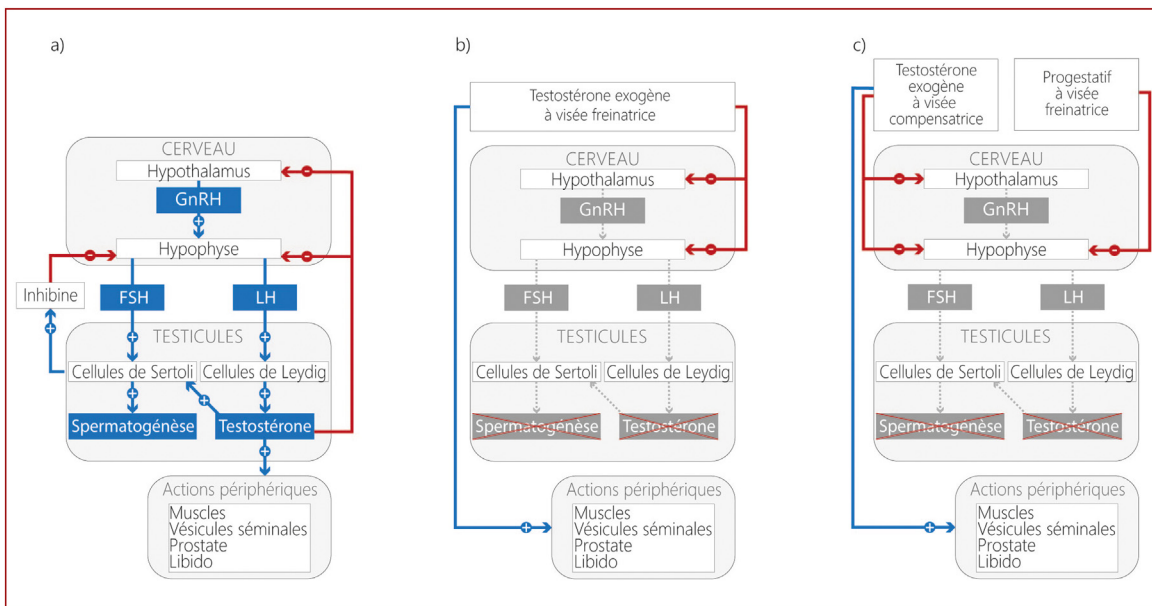 a)
CERVEAU
Hypothalamus
GnRH
+
Hypophyse
-
-
-
Inhibine
FSH
LH
+
+
+
TESTICULES
Cellules de Sertoli
Cellules de Leydig
+
+
+
Spermatogénèse
Testostérone
+
Actions périphériques
Muscles
Vésicules séminales
Prostate
Libido
b)
Testostérone exogène
à visée freinatrice
CERVEAU
Hypothalamus
-
GnRH
Hypophyse
-
FSH
LH
TESTICULES
Cellules de Sertoli
Cellules de Leydig
Spermatogénèse
Testostérone
Actions périphériques
+
Muscles
Vésicules séminales
Prostate
Libido
c)
Testostérone
exogène
à visée
compensatrice
Progestatif
à visée
freinatrice
CERVEAU
-
Hypothalamus
GnRH
-
Hypophyse
-
FSH
LH
TESTICULES
Cellules de Sertoli
Cellules de Leydig
Spermatogénèse
Testostérone
Actions périphériques
+
Muscles
Vésicules séminales
Prostate
Libido